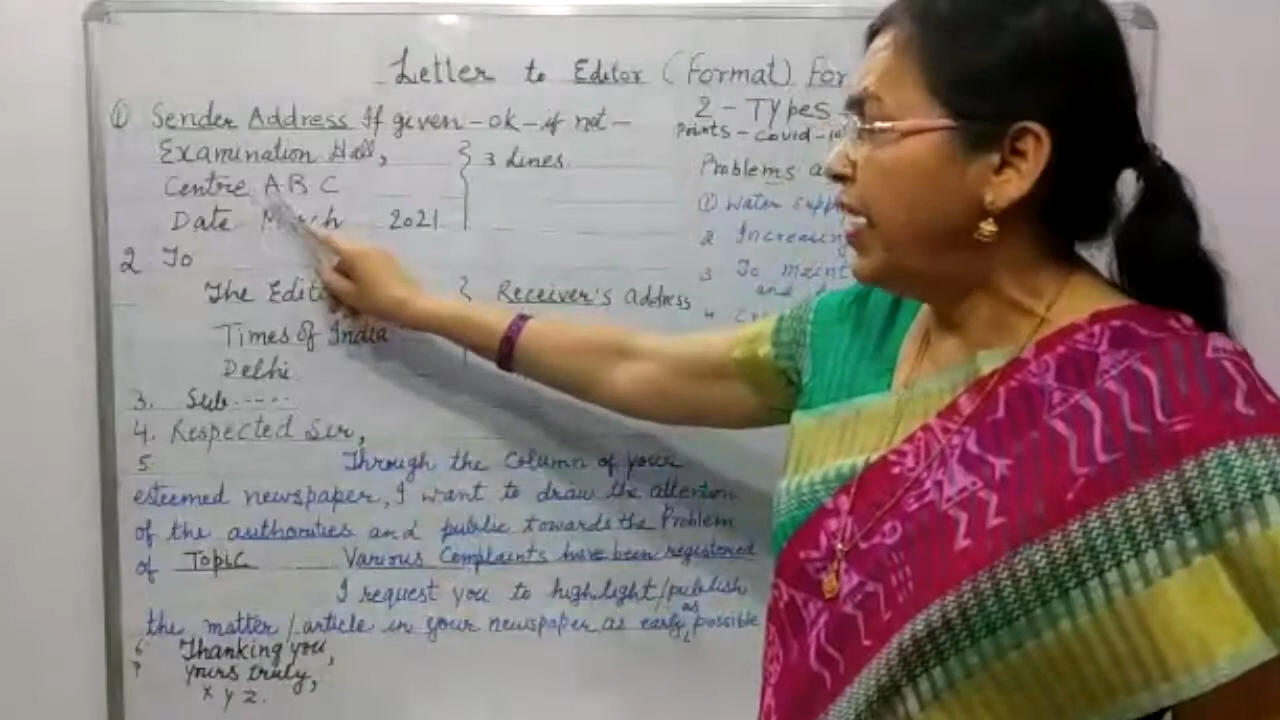 Letter to Editor (Format) For
① Sender Address If given - ok - if not -
Examination Hall,
Centre A B C
Date March 2021
3 Lines
2 To
The Edit
Times Of India
Delhi
Receiver's address
3. Sub.....
4. Respected Sir,
5 Through the column of your
esteemed newspaper, I want to draw the attention
of the authorities and public towards the Problem
of Topic Various Complaints have been registered
I request you to highlight/publish
the matter/article in your newspaper as early as possible
6 Thanking you,
7 yours truly,
x y z.
2 - Types
Points - covid-1
Problems a
① Water supp
2 Increasin
3 To maint
and
4